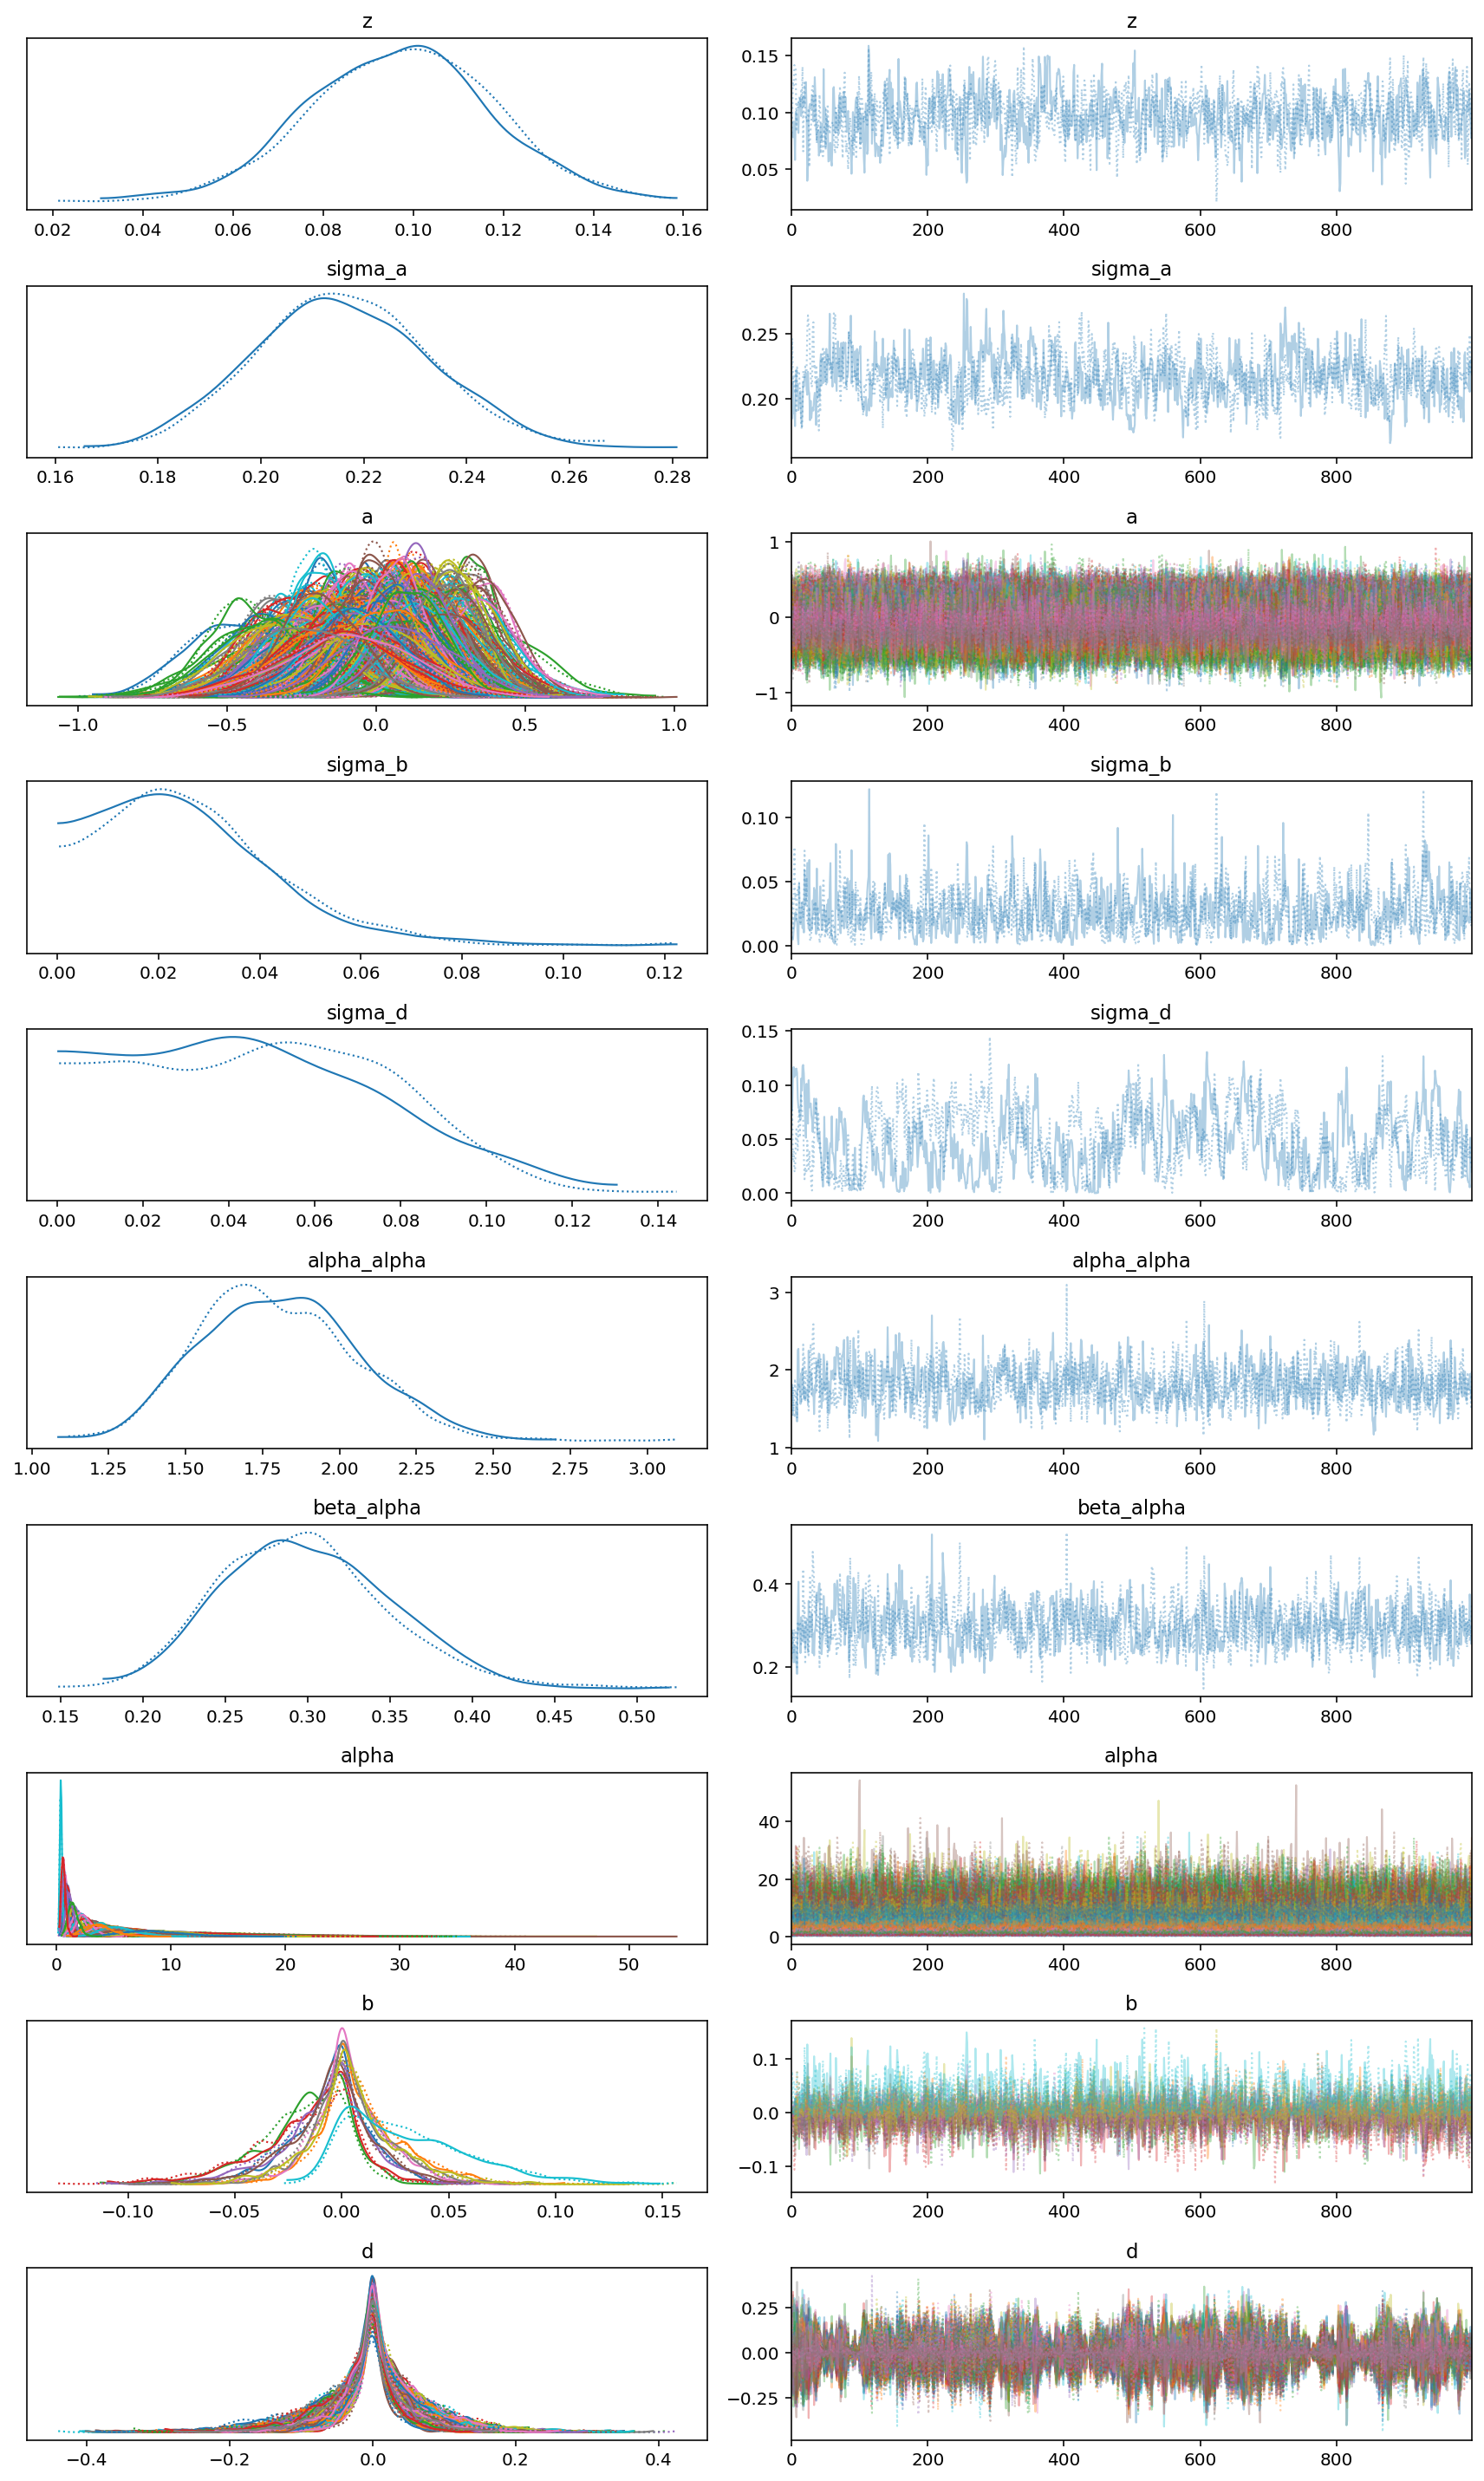 z z
0.15
0.10
0.05
0.02 0.04 0.06 0.08 0.10 0.12 0.14 0.16 0 200 400 600 800
sigma_a sigma_a
0.25
0.20
0.16 0.18 0.20 0.22 0.24 0.26 0.28 0 200 400 600 800
a a
1
0
−1
−1.0 −0.5 0.0 0.5 1.0 0 200 400 600 800
sigma_b sigma_b
0.10
0.05
0.00
0.00 0.02 0.04 0.06 0.08 0.10 0.12 0 200 400 600 800
sigma_d sigma_d
0.15
0.10
0.05
0.00
0.00 0.02 0.04 0.06 0.08 0.10 0.12 0.14 0 200 400 600 800
alpha_alpha alpha_alpha
3
2
1
1.00 1.25 1.50 1.75 2.00 2.25 2.50 2.75 3.00 0 200 400 600 800
beta_alpha beta_alpha
0.4
0.2
0.15 0.20 0.25 0.30 0.35 0.40 0.45 0.50 0 200 400 600 800
alpha alpha
40
20
0
0 10 20 30 40 50 0 200 400 600 800
b b
0.1
0.0
−0.1
−0.10 −0.05 0.00 0.05 0.10 0.15 0 200 400 600 800
d d
0.25
0.00
−0.25
−0.4 −0.2 0.0 0.2 0.4 0 200 400 600 800